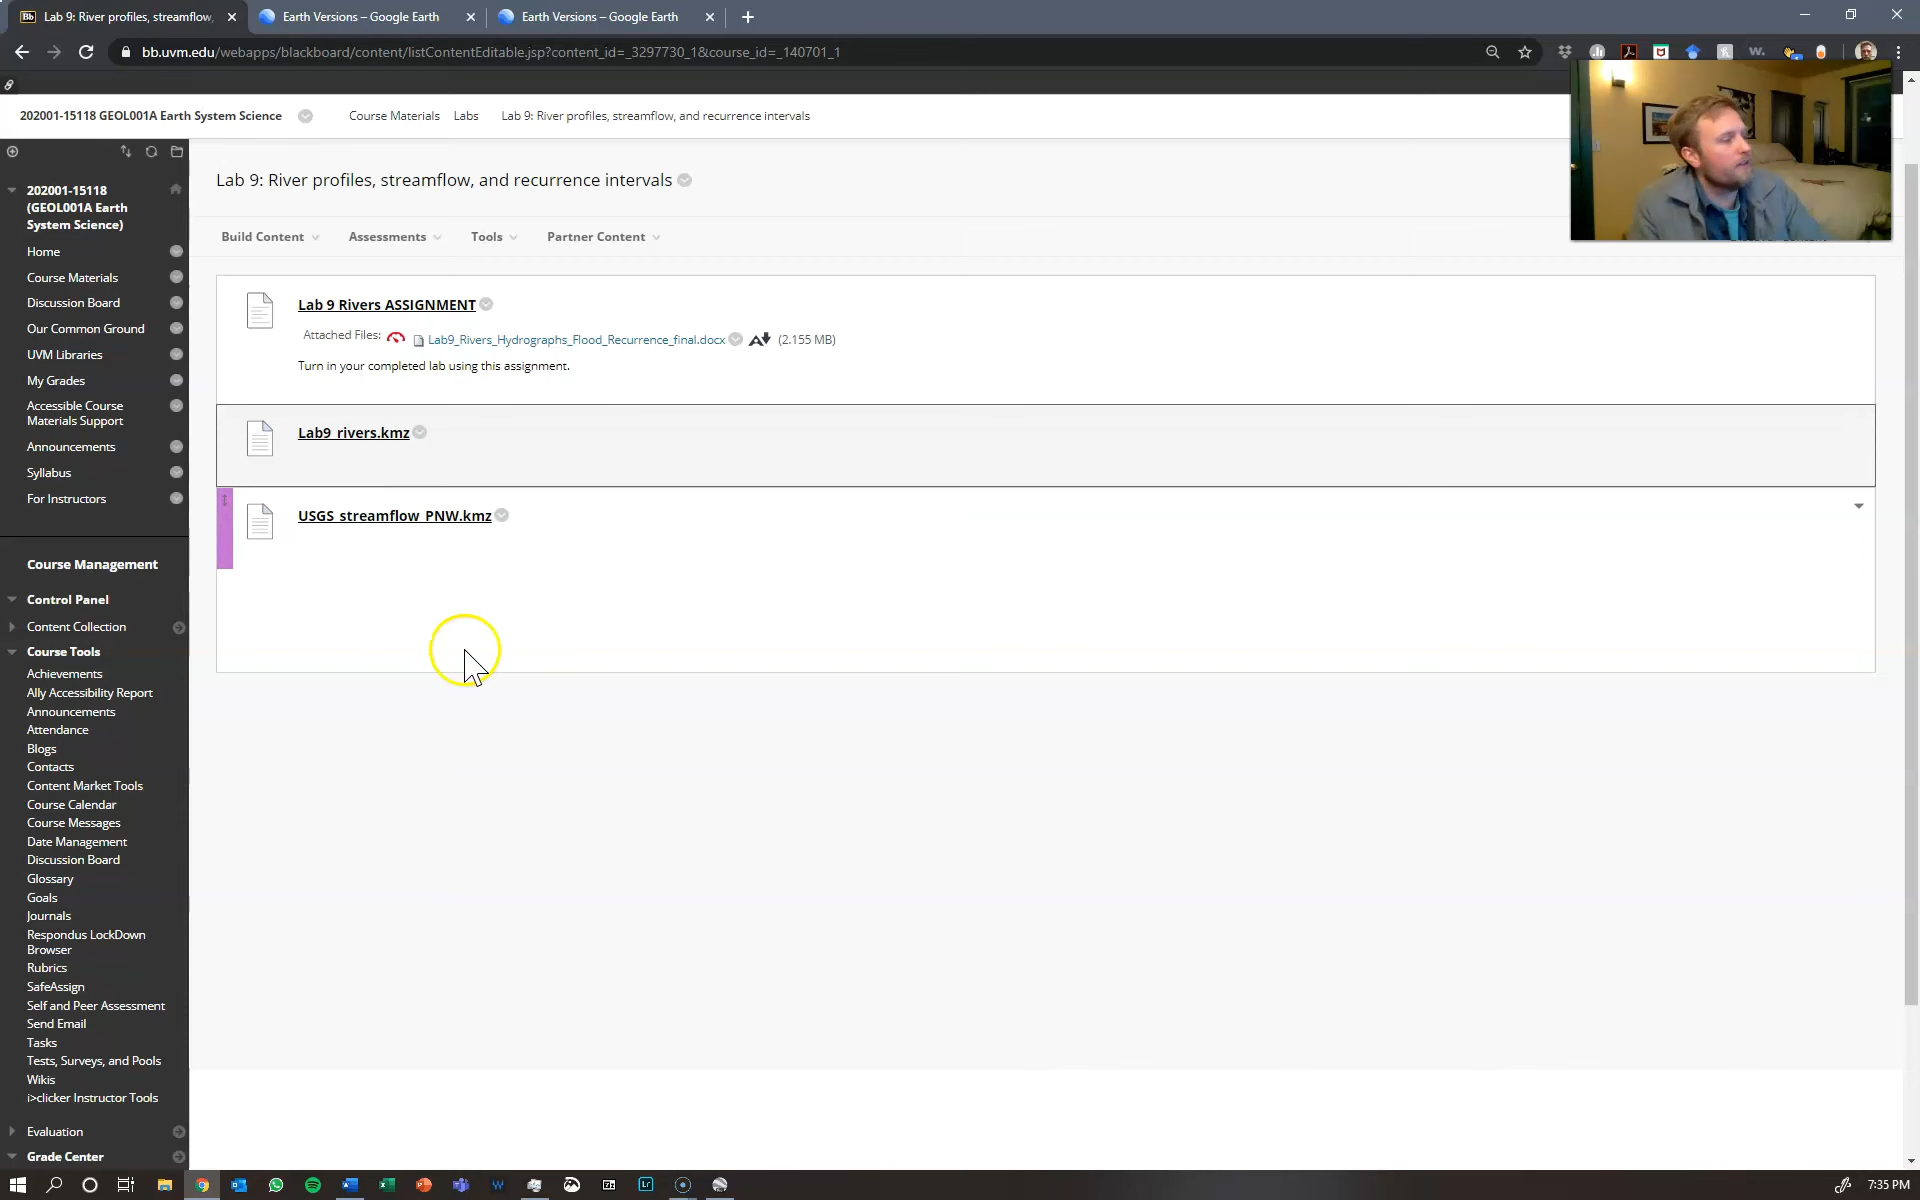 Lab 9: River profiles, streamflow,
Earth Versions – Google Earth
Earth Versions – Google Earth
bb.uvm.edu/webapps/blackboard/content/listContentEditable.jsp?content_id=_3297730_1&course_id=_140701_1
202001-15118 GEOL001A Earth System Science
Course Materials
Labs
Lab 9: River profiles, streamflow, and recurrence intervals
202001-15118
(GEOL001A Earth
System Science)
Home
Course Materials
Discussion Board
Our Common Ground
UVM Libraries
My Grades
Accessible Course
Materials Support
Announcements
Syllabus
For Instructors
Course Management
Control Panel
Content Collection
Course Tools
Achievements
Ally Accessibility Report
Announcements
Attendance
Blogs
Contacts
Content Market Tools
Course Calendar
Course Messages
Date Management
Discussion Board
Glossary
Goals
Journals
Respondus LockDown
Browser
Rubrics
SafeAssign
Self and Peer Assessment
Send Email
Tasks
Tests, Surveys, and Pools
Wikis
i>clicker Instructor Tools
Evaluation
Grade Center
Lab 9: River profiles, streamflow, and recurrence intervals
Build Content
Assessments
Tools
Partner Content
Lab 9 Rivers ASSIGNMENT
Attached Files: Lab9_Rivers_Hydrographs_Flood_Recurrence_final.docx (2.155 MB)
Turn in your completed lab using this assignment.
Lab9_rivers.kmz
USGS_streamflow_PNW.kmz
7:35 PM